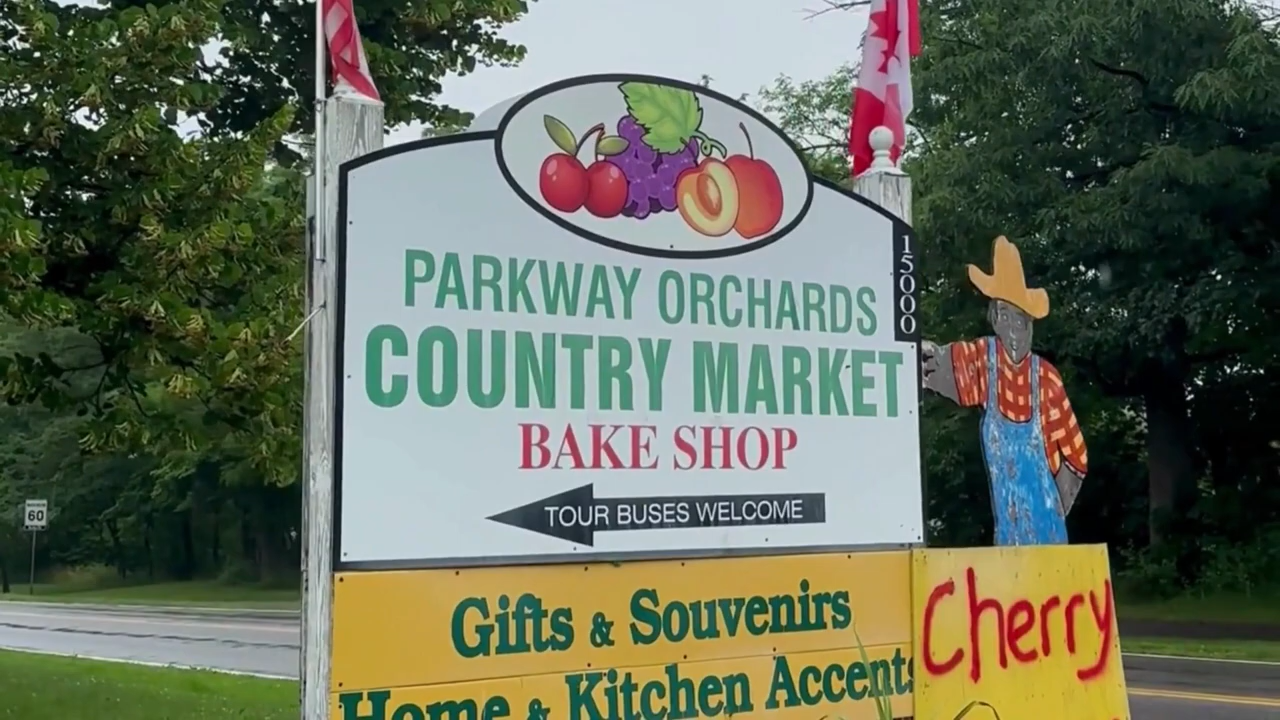 PARKWAY ORCHARDS
15000
COUNTRY MARKET
BAKE SHOP
TOUR BUSES WELCOME
Gifts & Souvenirs
Home & Kitchen Accents
Cherry
60